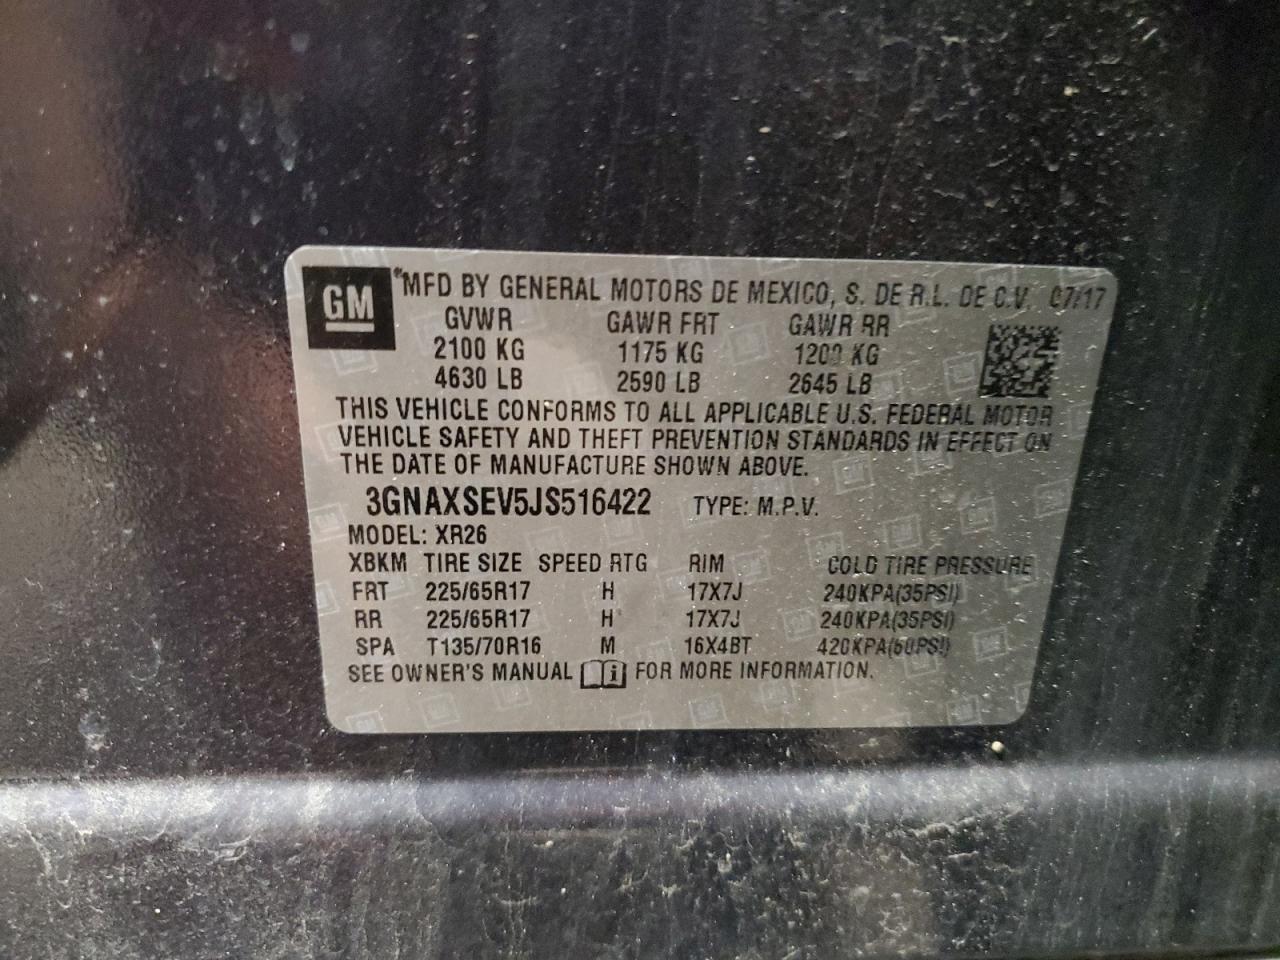 GM
MFD BY GENERAL MOTORS DE MEXICO, S. DE R.L. DE C.V. 07/17
GVWR GAWR FRT GAWR RR
2100 KG 1175 KG 1200 KG
4630 LB 2590 LB 2645 LB
THIS VEHICLE CONFORMS TO ALL APPLICABLE U.S. FEDERAL MOTOR
VEHICLE SAFETY AND THEFT PREVENTION STANDARDS IN EFFECT ON
THE DATE OF MANUFACTURE SHOWN ABOVE.
3GNAXSEV5JS516422 TYPE: M.P.V.
MODEL: XR26
XBKM TIRE SIZE SPEED RTG RIM COLD TIRE PRESSURE
FRT 225/65R17 H 17X7J 240KPA(35PSI)
RR 225/65R17 H 17X7J 240KPA(35PSI)
SPA T135/70R16 M 16X4BT 420KPA(60PSI)
SEE OWNER'S MANUAL i FOR MORE INFORMATION.